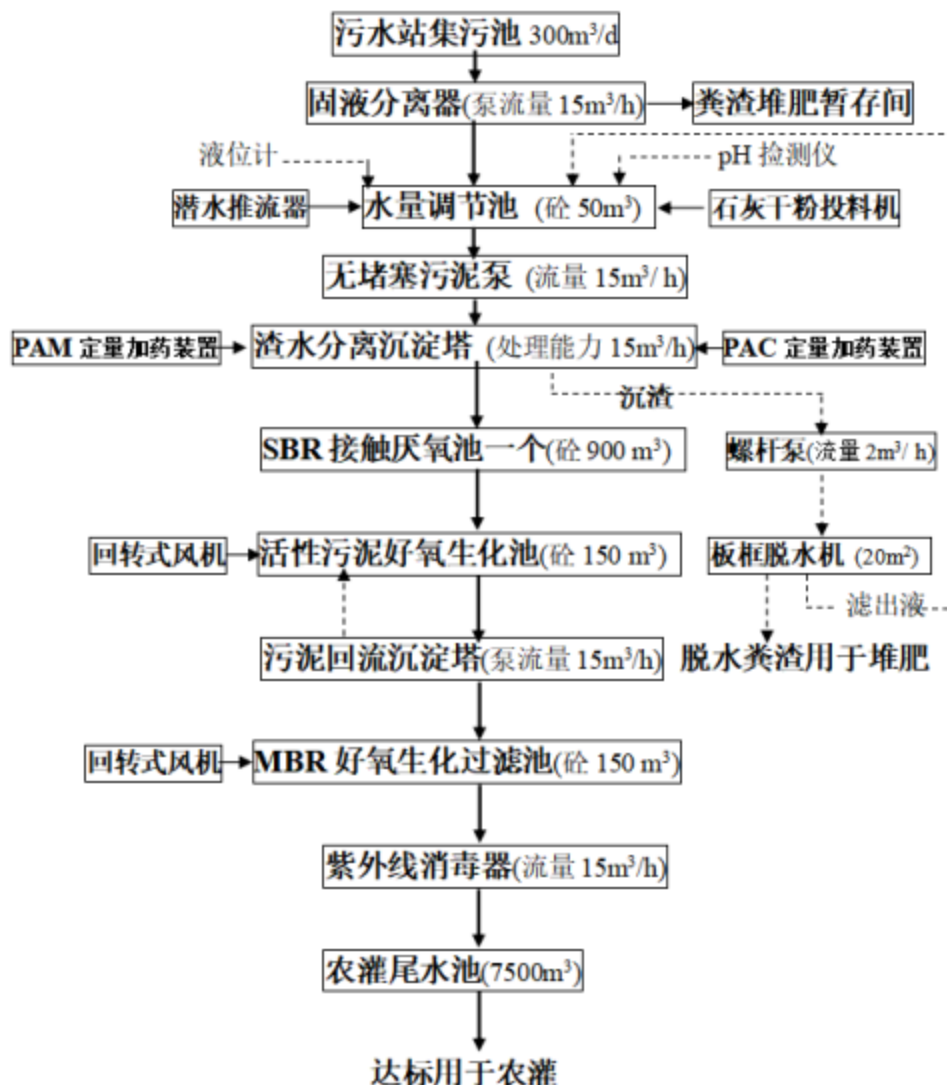 污水站集污池 300m³/d
固液分离器(泵流量 15m³/h)
粪渣堆肥暂存间
液位计
pH 检测仪
潜水推流器
水量调节池 (砼 50m³)
石灰干粉投料机
无堵塞污泥泵 (流量 15m³/ h)
PAM 定量加药装置
渣水分离沉淀塔 (处理能力 15m³/h)
PAC 定量加药装置
沉渣
SBR 接触厌氧池一个(砼 900 m³)
螺杆泵(流量 2m³/ h)
回转式风机
活性污泥好氧生化池(砼 150 m³)
板框脱水机 (20m²)
滤出液
污泥回流沉淀塔(泵流量 15m³/h)
脱水粪渣用于堆肥
回转式风机
MBR 好氧生化过滤池(砼 150 m³)
紫外线消毒器(流量 15m³/h)
农灌尾水池(7500m³)
达标用于农灌